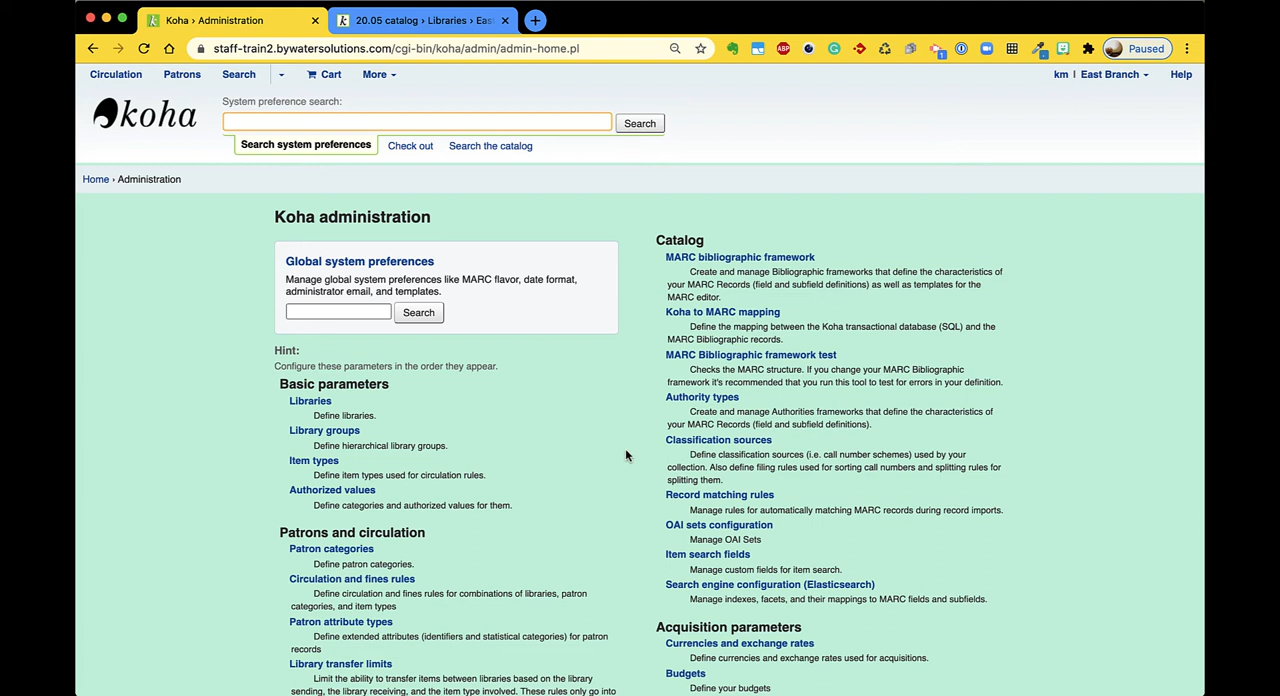 Koha › Administration
20.05 catalog › Libraries › Eas
staff-train2.bywatersolutions.com/cgi-bin/koha/admin/admin-home.pl
ABP
1
Paused
Circulation Patrons Search Cart More
km | East Branch Help
koha
System preference search:
Search
Search system preferences Check out Search the catalog
Home › Administration
Koha administration
Global system preferences
Manage global system preferences like MARC flavor, date format,
administrator email, and templates.
Search
Hint:
Configure these parameters in the order they appear.
Basic parameters
Libraries
Define libraries.
Library groups
Define hierarchical library groups.
Item types
Define item types used for circulation rules.
Authorized values
Define categories and authorized values for them.
Patrons and circulation
Patron categories
Define patron categories.
Circulation and fines rules
Define circulation and fines rules for combinations of libraries, patron
categories, and item types
Patron attribute types
Define extended attributes (identifiers and statistical categories) for patron
records
Library transfer limits
Limit the ability to transfer items between libraries based on the library
sending, the library receiving, and the item type involved. These rules only go into
Catalog
MARC bibliographic framework
Create and manage Bibliographic frameworks that define the characteristics of
your MARC Records (field and subfield definitions) as well as templates for the
MARC editor.
Koha to MARC mapping
Define the mapping between the Koha transactional database (SQL) and the
MARC Bibliographic records.
MARC Bibliographic framework test
Checks the MARC structure. If you change your MARC Bibliographic
framework it's recommended that you run this tool to test for errors in your definition.
Authority types
Create and manage Authorities frameworks that define the characteristics of
your MARC Records (field and subfield definitions).
Classification sources
Define classification sources (i.e. call number schemes) used by your
collection. Also define filing rules used for sorting call numbers and splitting rules for
splitting them.
Record matching rules
Manage rules for automatically matching MARC records during record imports.
OAI sets configuration
Manage OAI Sets
Item search fields
Manage custom fields for item search.
Search engine configuration (Elasticsearch)
Manage indexes, facets, and their mappings to MARC fields and subfields.
Acquisition parameters
Currencies and exchange rates
Define currencies and exchange rates used for acquisitions.
Budgets
Define your budgets